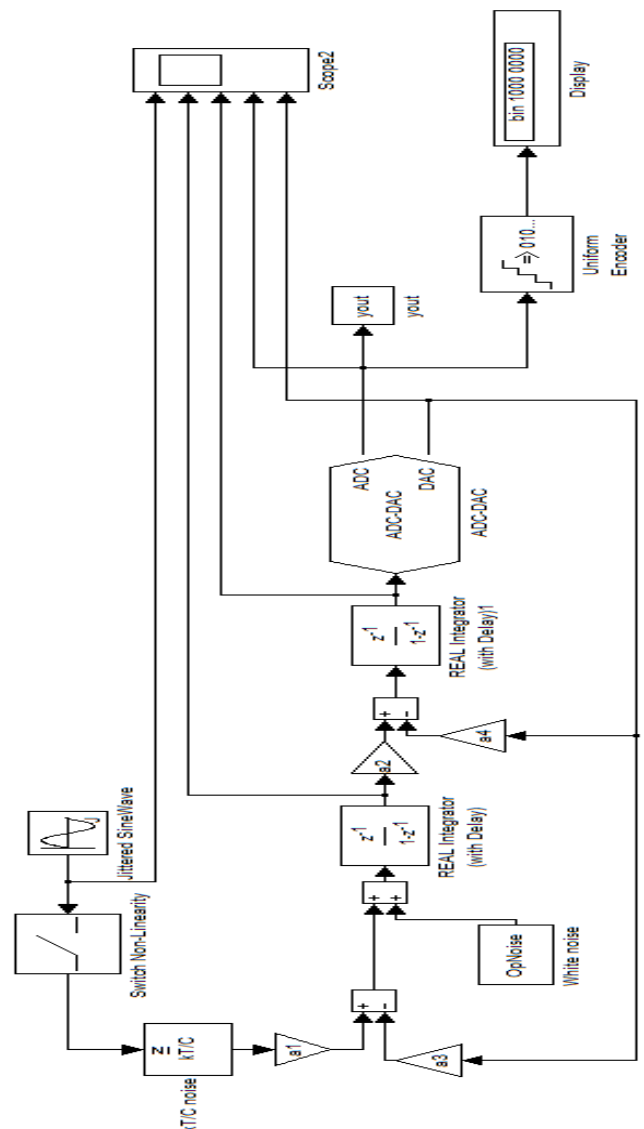 Jittered SineWave
Switch Non-Linearity
kT/C
kT/C noise
a1
+
-
a3
OpNoise
White noise
+
+
z⁻¹
1-z⁻¹
REAL Integrator
(with Delay)
a2
+
-
a4
z⁻¹
1-z⁻¹
REAL Integrator
(with Delay)1
ADC
ADC-DAC
DAC
ADC-DAC
yout
yout
Scope2
=> 010...
Uniform
Encoder
bin 1000 0000
Display